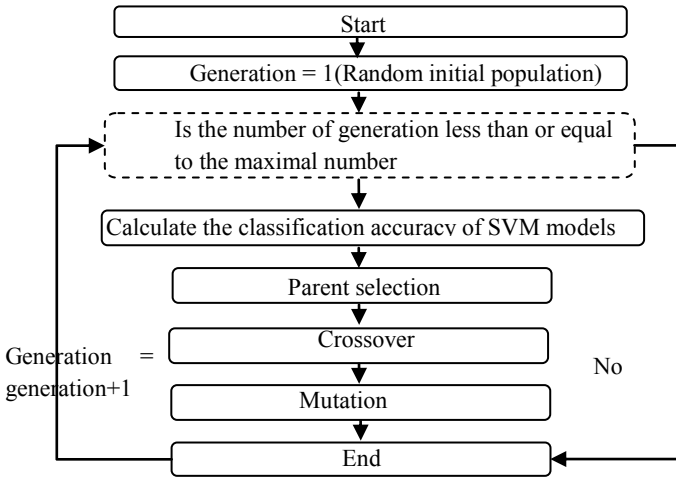 Start
Generation = 1(Random initial population)
Is the number of generation less than or equal
to the maximal number
Calculate the classification accuracy of SVM models
Parent selection
Crossover
Generation =
generation+1
No
Mutation
End